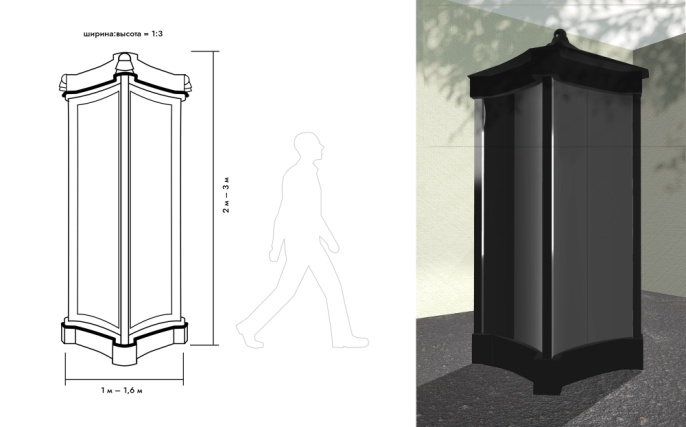 ширина:высота = 1:3
2 м – 3 м
1 м – 1,6 м